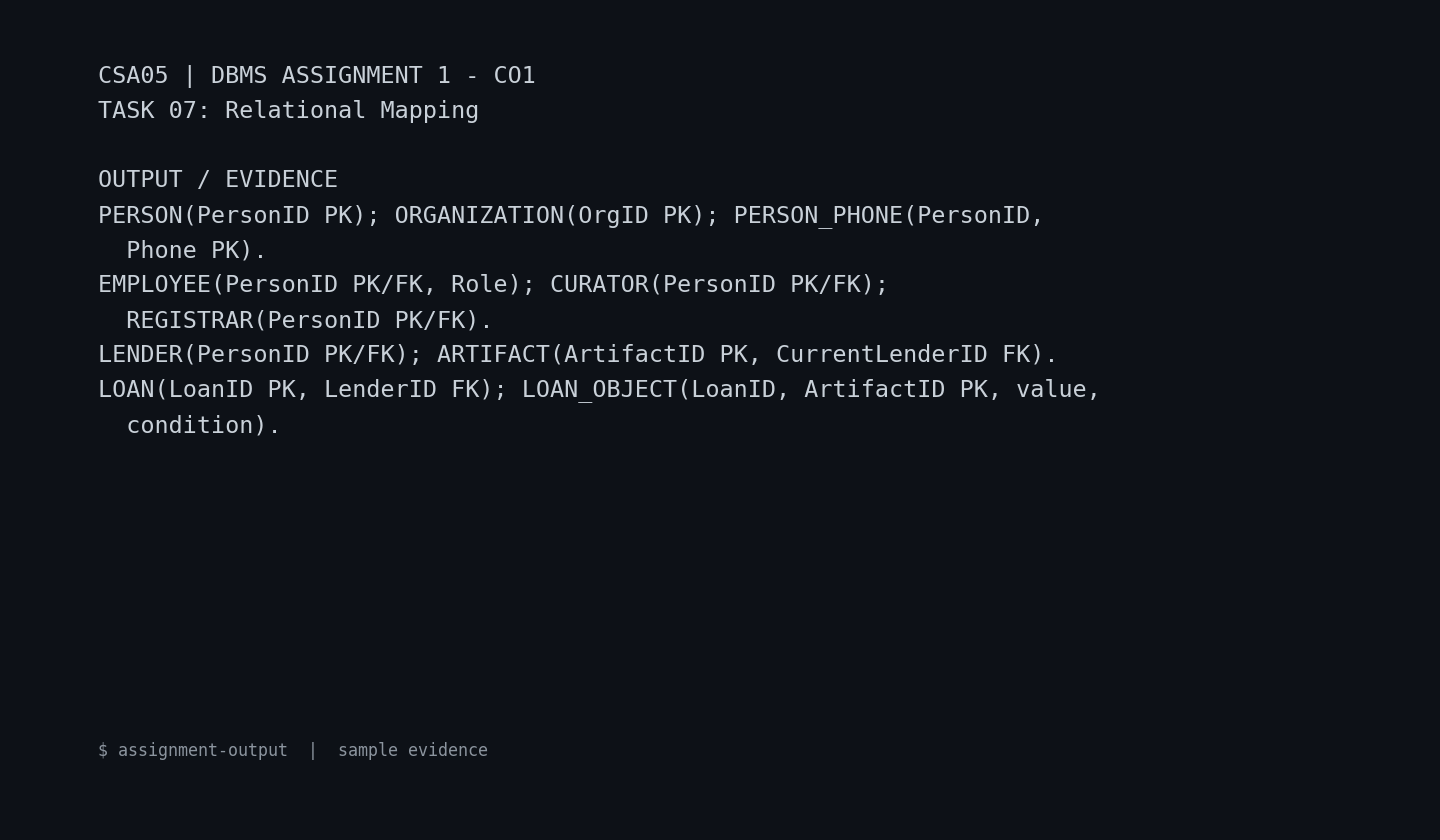 CSA05 | DBMS ASSIGNMENT 1 - CO1
TASK 07: Relational Mapping
OUTPUT / EVIDENCE
PERSON(PersonID PK); ORGANIZATION(OrgID PK); PERSON_PHONE(PersonID,
Phone PK).
EMPLOYEE(PersonID PK/FK, Role); CURATOR(PersonID PK/FK);
REGISTRAR(PersonID PK/FK).
LENDER(PersonID PK/FK); ARTIFACT(ArtifactID PK, CurrentLenderID FK).
LOAN(LoanID PK, LenderID FK); LOAN_OBJECT(LoanID, ArtifactID PK, value,
condition).
$ assignment-output | sample evidence